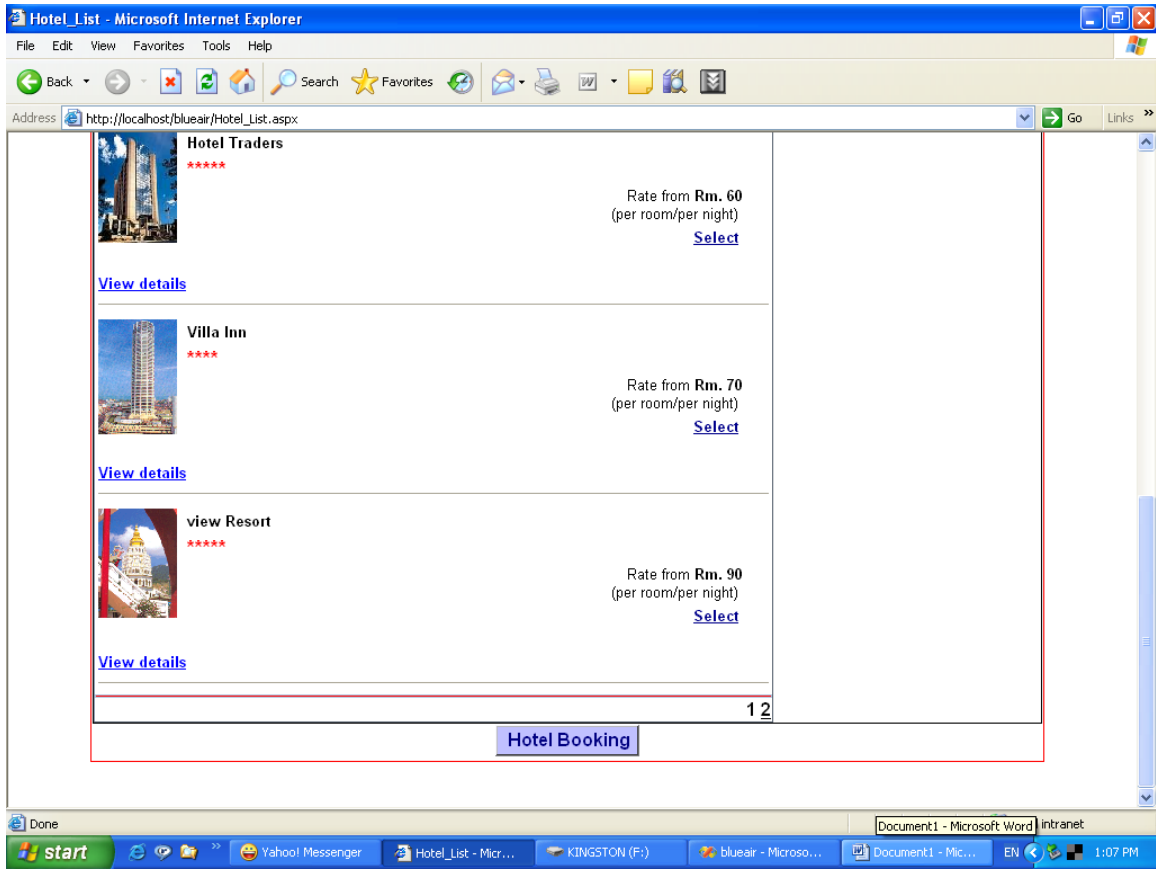 Hotel_List - Microsoft Internet Explorer
File Edit View Favorites Tools Help
Back Search Favorites
Address http://localhost/blueair/Hotel_List.aspx Go Links »
Hotel Traders
*****
Rate from Rm. 60
(per room/per night)
Select
View details
Villa Inn
****
Rate from Rm. 70
(per room/per night)
Select
View details
view Resort
*****
Rate from Rm. 90
(per room/per night)
Select
View details
1 2
Hotel Booking
Done Document1 - Microsoft Word intranet
start » Yahoo! Messenger Hotel_List - Micr... KINGSTON (F:) blueair - Microso... Document1 - Mic... EN 1:07 PM